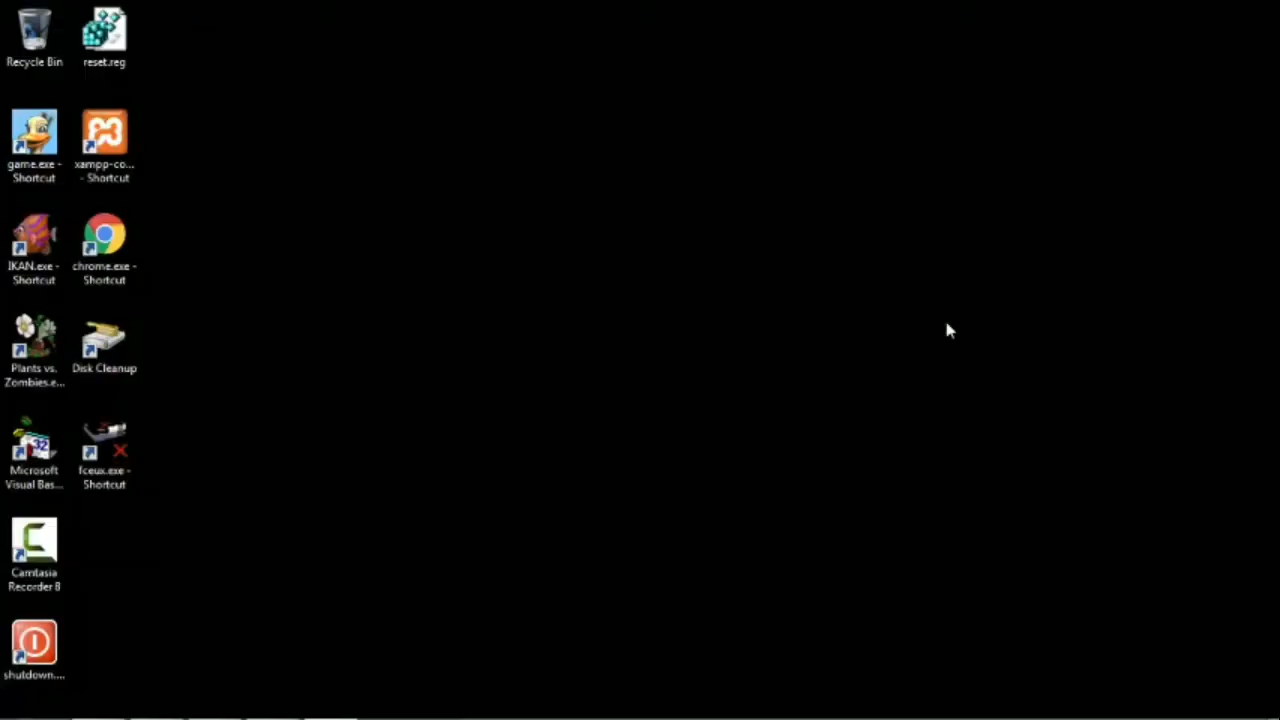 Recycle Bin
reset.reg
game.exe -
Shortcut
xampp-co...
- Shortcut
IKAN.exe -
Shortcut
chrome.exe -
Shortcut
Plants vs.
Zombies.e...
Disk Cleanup
Microsoft
Visual Bas...
fceux.exe -
Shortcut
Camtasia
Recorder 8
shutdown....